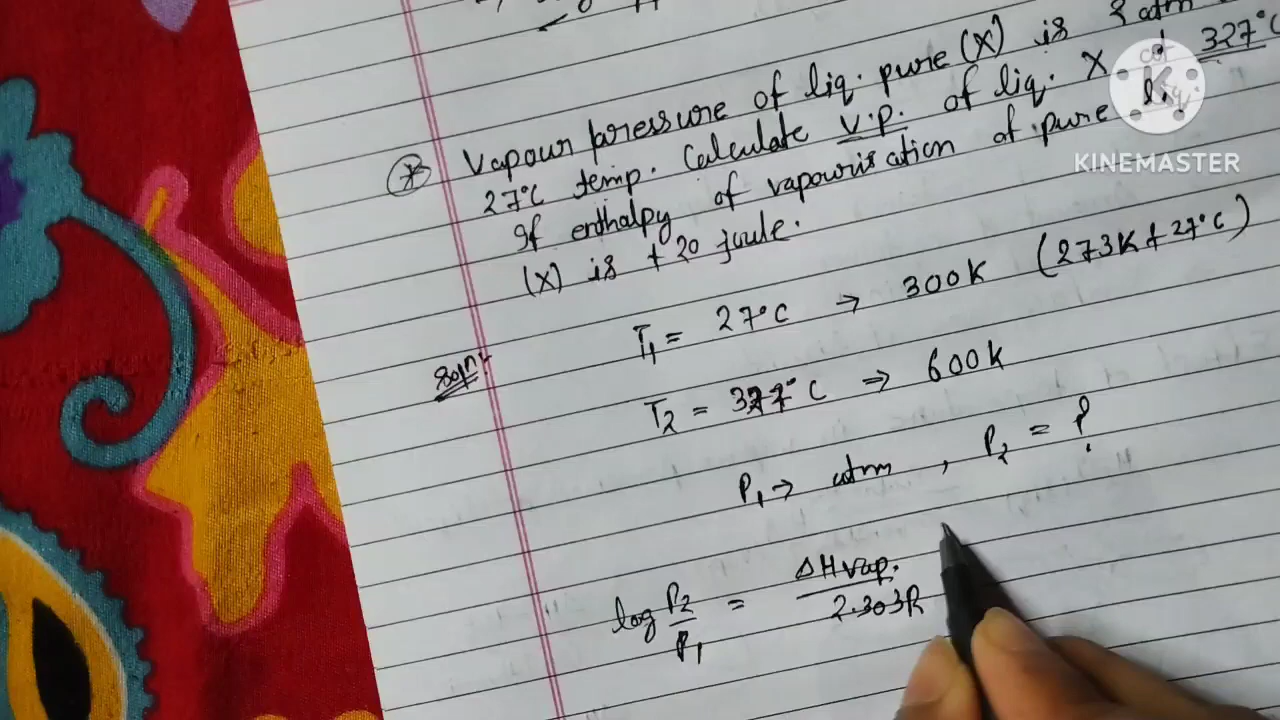 Vapour pressure of liq. pure (X) is atm at
27°C temp. Calculate V.P. of liq. X at 327°C
If enthalpy of vapourisation of pure liq.
(X) is + 20 Joule.
Soln:
T1 = 27°C → 300K (273K + 27°C)
T2 = 327°C ⇒ 600K
P1 → atm , P2 = ?
log P2/P1 = ΔHvap./2.303R
KINEMASTER